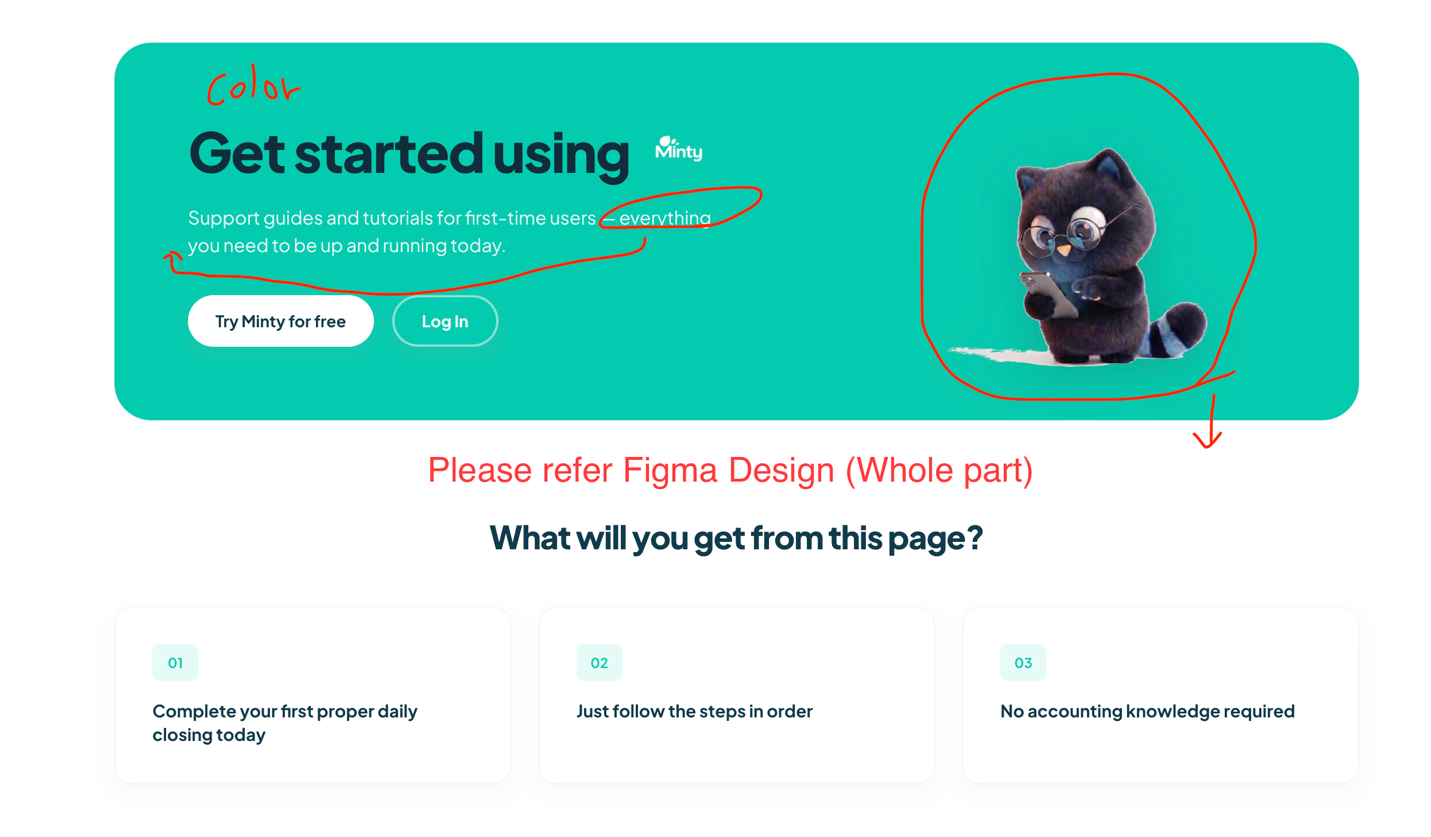 Color
Get started using Minty
Support guides and tutorials for first-time users — everything
you need to be up and running today.
Try Minty for free
Log In
Please refer Figma Design (Whole part)
What will you get from this page?
01
Complete your first proper daily
closing today
02
Just follow the steps in order
03
No accounting knowledge required